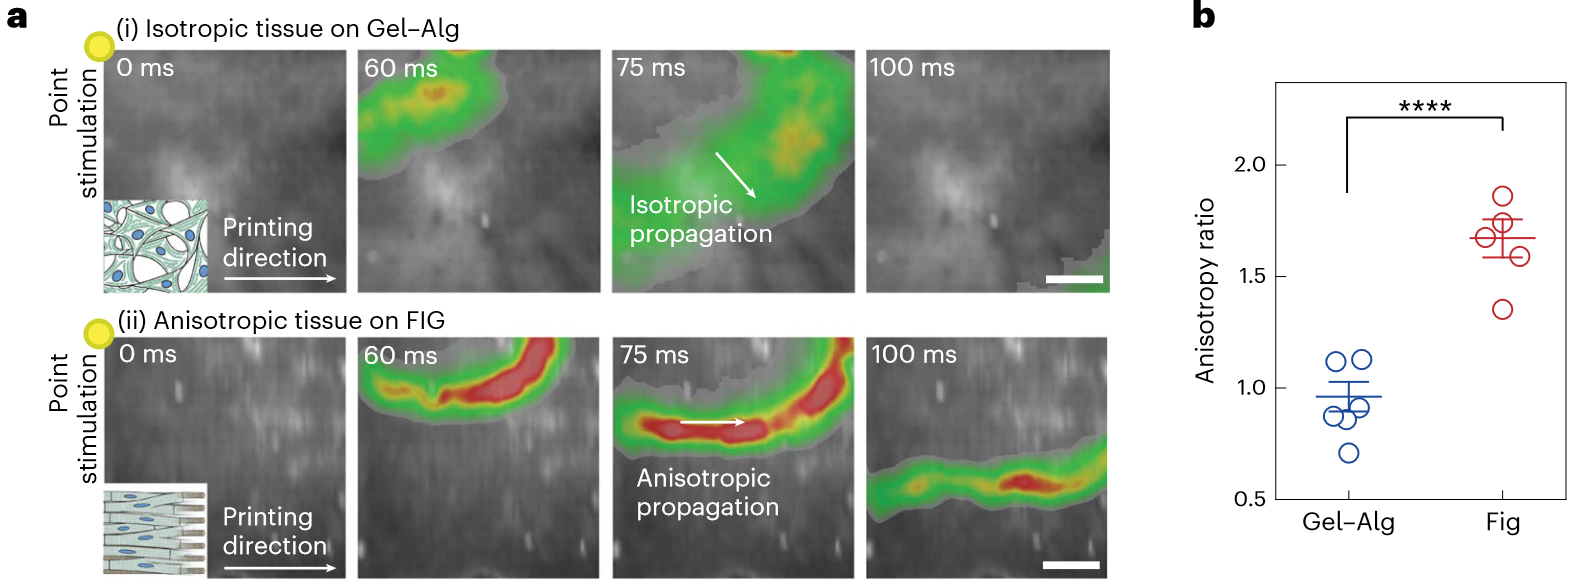 a
(i) Isotropic tissue on Gel–Alg
Point
stimulation
0 ms
60 ms
75 ms
100 ms
Isotropic
propagation
Printing
direction
(ii) Anisotropic tissue on FIG
Point
stimulation
0 ms
60 ms
75 ms
100 ms
Anisotropic
propagation
Printing
direction
b
****
Anisotropy ratio
2.0
1.5
1.0
0.5
Gel–Alg
Fig